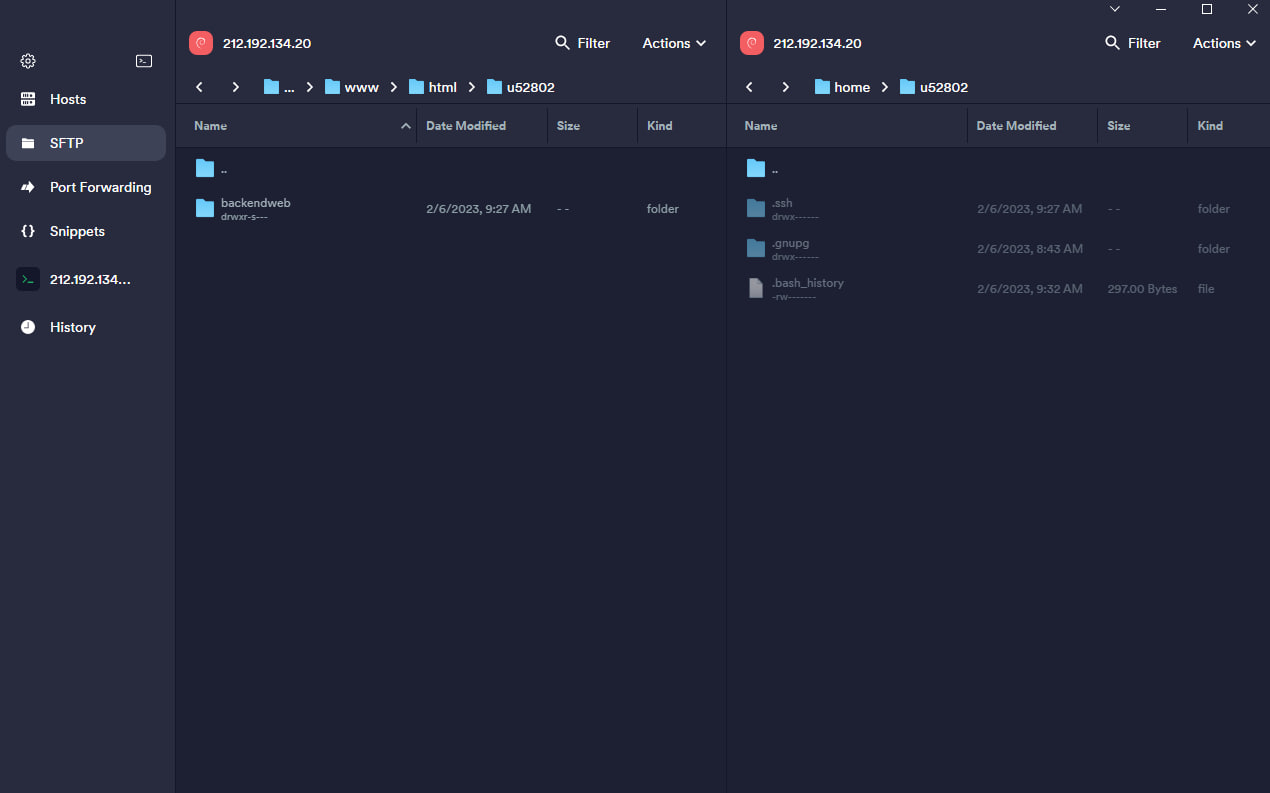 212.192.134.20
Filter
Actions
212.192.134.20
Filter
Actions
... www html u52802
home u52802
Hosts
SFTP
Port Forwarding
Snippets
212.192.134...
History
Name Date Modified Size Kind
..
backendweb 2/6/2023, 9:27 AM - - folder
drwxr-s---
Name Date Modified Size Kind
..
.ssh 2/6/2023, 9:27 AM - - folder
drwx------
.gnupg 2/6/2023, 8:43 AM - - folder
drwx------
.bash_history 2/6/2023, 9:32 AM 297.00 Bytes file
-rw-------